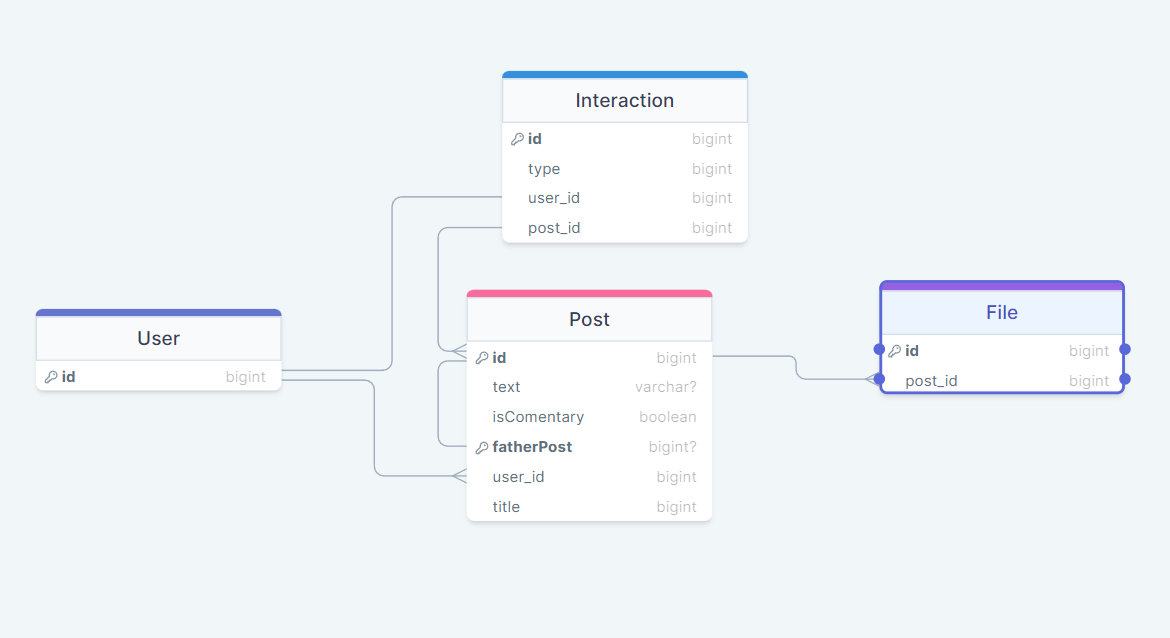 Interaction
id bigint
type bigint
user_id bigint
post_id bigint
User
id bigint
Post
id bigint
text varchar?
isComentary boolean
fatherPost bigint?
user_id bigint
title bigint
File
id bigint
post_id bigint